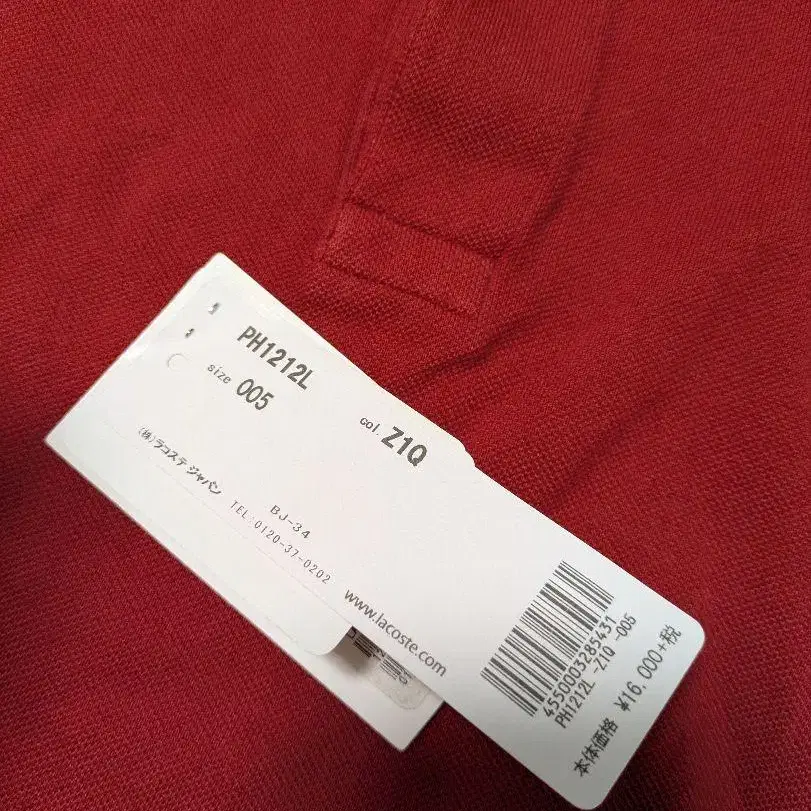 PH1212L
size 005
col. Z1Q
(株)ラコステ ジャパン
BJ-34
TEL:0120-37-0202
www.lacoste.com
4550003285431
PH1212L -Z1Q -005
本体価格 ¥16,000+税